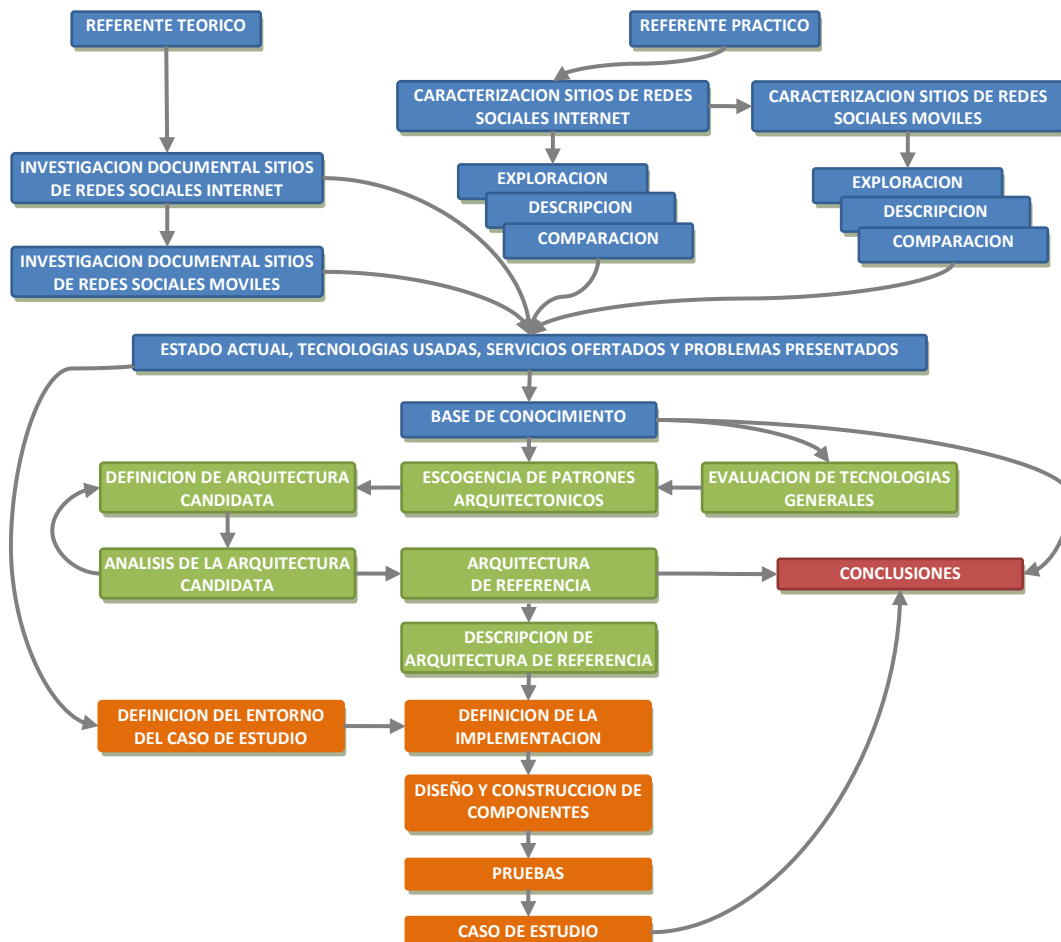 REFERENTE TEORICO
REFERENTE PRACTICO
CARACTERIZACION SITIOS DE REDES
SOCIALES INTERNET
CARACTERIZACION SITIOS DE REDES
SOCIALES MOVILES
INVESTIGACION DOCUMENTAL SITIOS
DE REDES SOCIALES INTERNET
EXPLORACION
DESCRIPCION
COMPARACION
EXPLORACION
DESCRIPCION
COMPARACION
INVESTIGACION DOCUMENTAL SITIOS
DE REDES SOCIALES MOVILES
ESTADO ACTUAL, TECNOLOGIAS USADAS, SERVICIOS OFERTADOS Y PROBLEMAS PRESENTADOS
BASE DE CONOCIMIENTO
DEFINICION DE ARQUITECTURA
CANDIDATA
ESCOGENCIA DE PATRONES
ARQUITECTONICOS
EVALUACION DE TECNOLOGIAS
GENERALES
ANALISIS DE LA ARQUITECTURA
CANDIDATA
ARQUITECTURA
DE REFERENCIA
CONCLUSIONES
DESCRIPCION DE
ARQUITECTURA DE REFERENCIA
DEFINICION DEL ENTORNO
DEL CASO DE ESTUDIO
DEFINICION DE LA
IMPLEMENTACION
DISEÑO Y CONSTRUCCION DE
COMPONENTES
PRUEBAS
CASO DE ESTUDIO